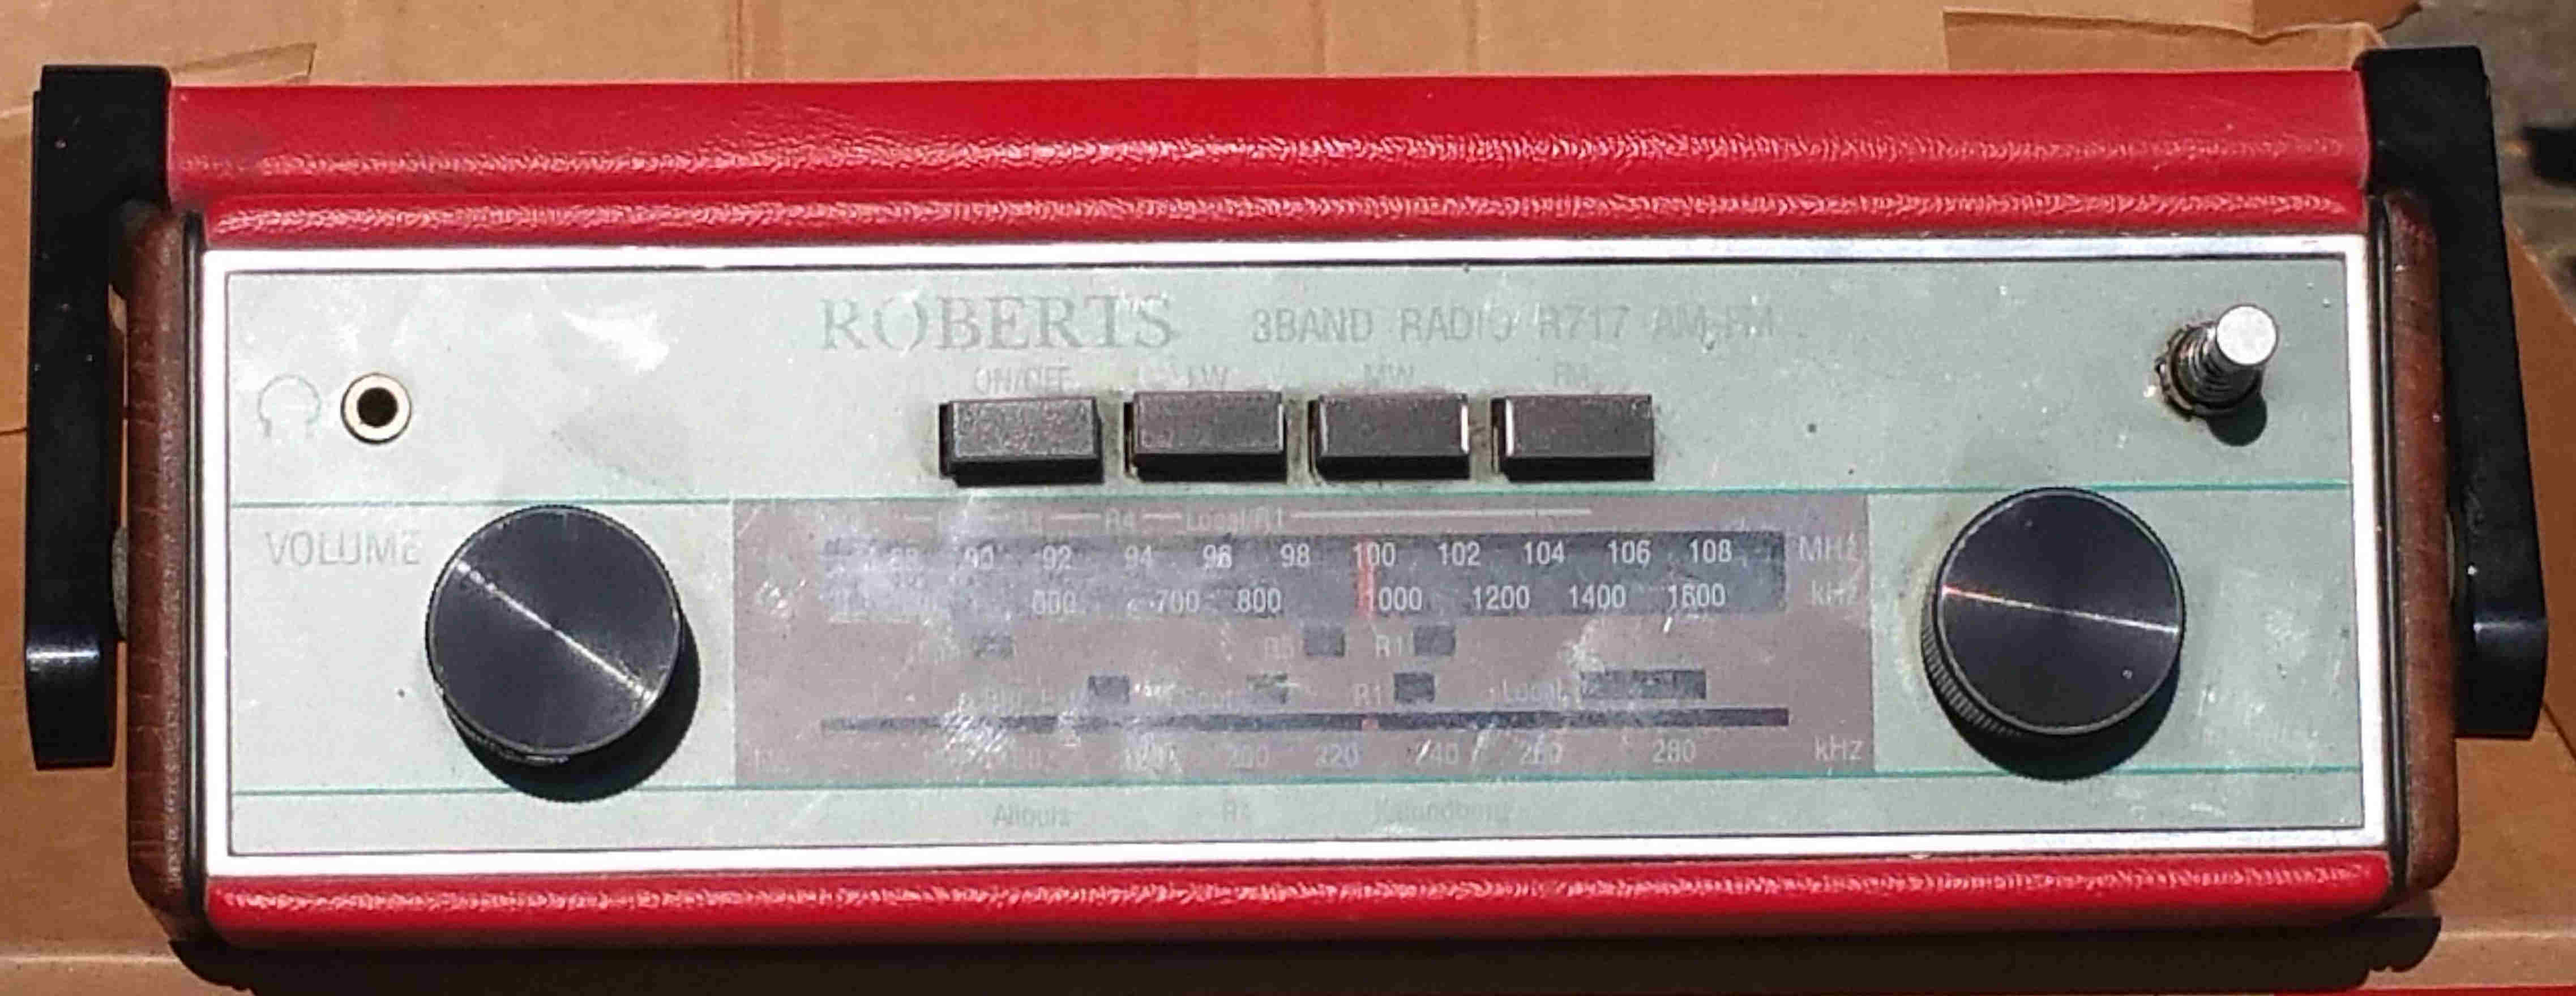 ROBERTS 3BAND RADIO R717 AM-FM
ON/OFF LW MW FM
VOLUME
R4 Local/R1
88 90 92 94 96 98 100 102 104 106 108 MHz
600 700 800 1000 1200 1400 1600 kHz
R5 R1
R1 Local
200 220 240 260 280 kHz
Allouis R4 Kalundborg